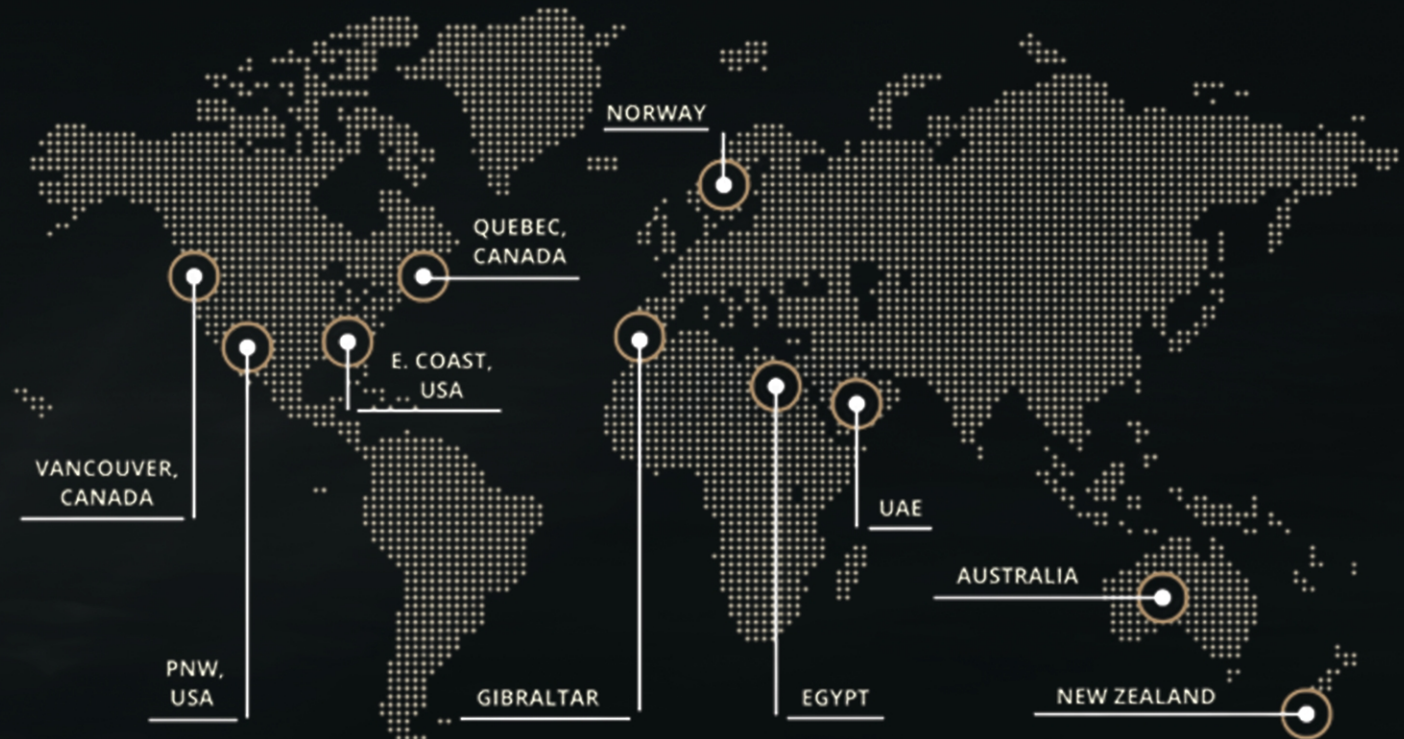 NORWAY
QUEBEC,
CANADA
E. COAST,
USA
VANCOUVER,
CANADA
UAE
AUSTRALIA
PNW,
USA
GIBRALTAR
EGYPT
NEW ZEALAND